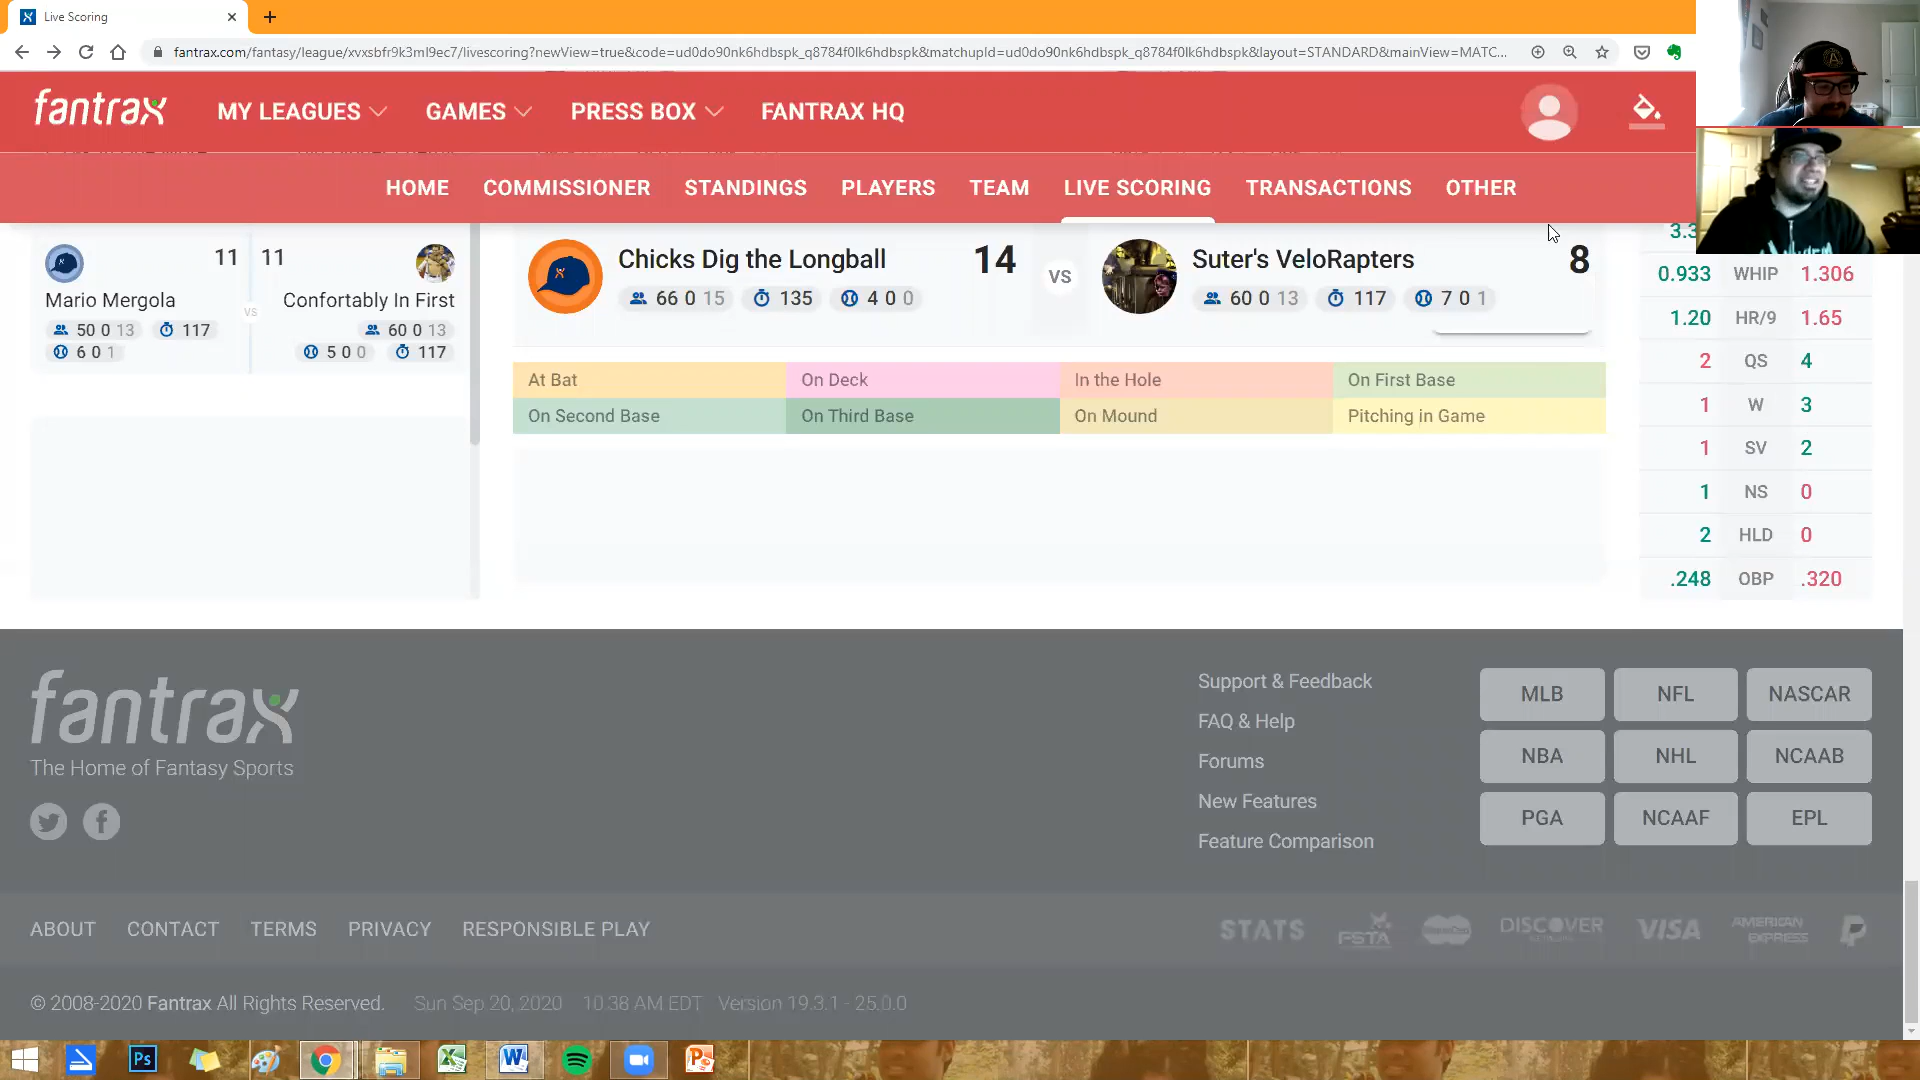 Live Scoring
fantrax.com/fantasy/league/xvxsbfr9k3ml9ec7/livescoring?newView=true&code=ud0do90nk6hdbspk_q8784f0lk6hdbspk&matchupId=ud0do90nk6hdbspk_q8784f0lk6hdbspk&layout=STANDARD&mainView=MATC...
fantrax MY LEAGUES GAMES PRESS BOX FANTRAX HQ
HOME COMMISSIONER STANDINGS PLAYERS TEAM LIVE SCORING TRANSACTIONS OTHER
11 11
Mario Mergola vs Confortably In First
50 0 13 117 60 0 13
6 0 1 5 0 0 117
Chicks Dig the Longball 14 VS Suter's VeloRapters 8
66 0 15 135 4 0 0 60 0 13 117 7 0 1
At Bat On Deck In the Hole On First Base
On Second Base On Third Base On Mound Pitching in Game
0.933 WHIP 1.306
1.20 HR/9 1.65
2 QS 4
1 W 3
1 SV 2
1 NS 0
2 HLD 0
.248 OBP .320
fantrax
The Home of Fantasy Sports
Support & Feedback
FAQ & Help
Forums
New Features
Feature Comparison
MLB NFL NASCAR
NBA NHL NCAAB
PGA NCAAF EPL
ABOUT CONTACT TERMS PRIVACY RESPONSIBLE PLAY
STATS FSTA DISCOVER VISA AMERICAN EXPRESS
© 2008-2020 Fantrax All Rights Reserved. Sun Sep 20, 2020 10:38 AM EDT Version 19.3.1 - 25.0.0
Ps